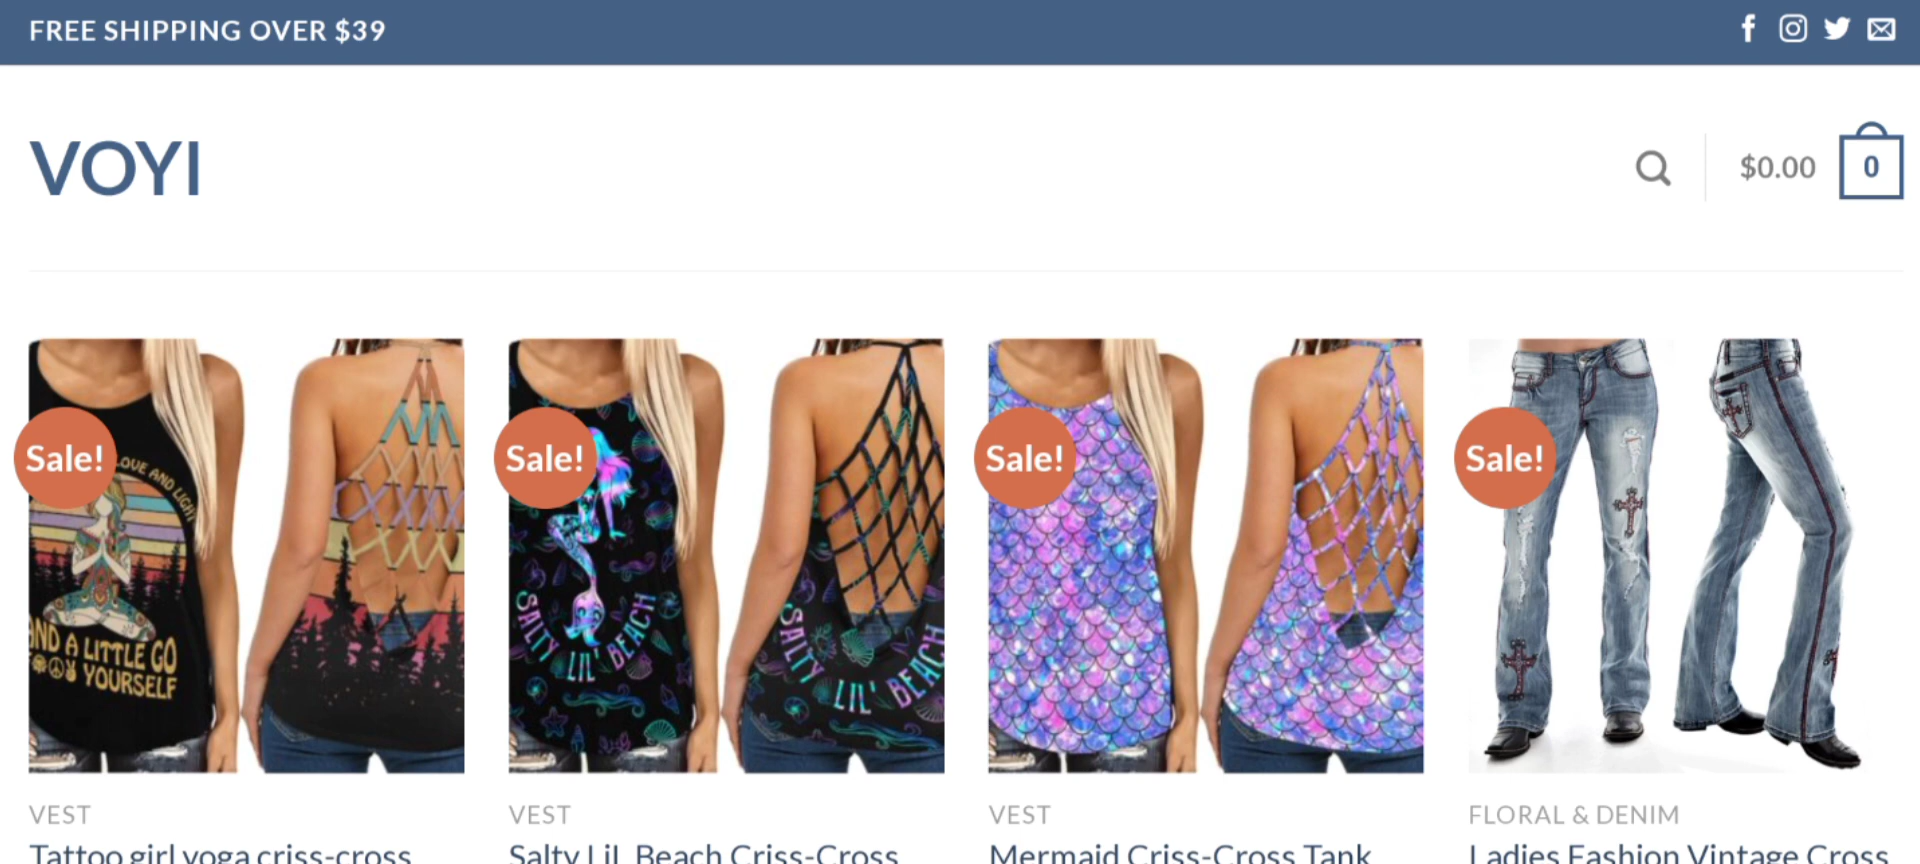 FREE SHIPPING OVER $39
VOYI
$0.00
0
Sale!
LOVE AND LIGHT
AND A LITTLE GO
YOURSELF
Sale!
SALTY LIL' BEACH
SALTY LIL' BEACH
Sale!
Sale!
VEST
VEST
VEST
FLORAL & DENIM
Tattoo girl yoga criss-cross
Salty LiL Beach Criss-Cross
Mermaid Criss-Cross Tank
Ladies Fashion Vintage Cross